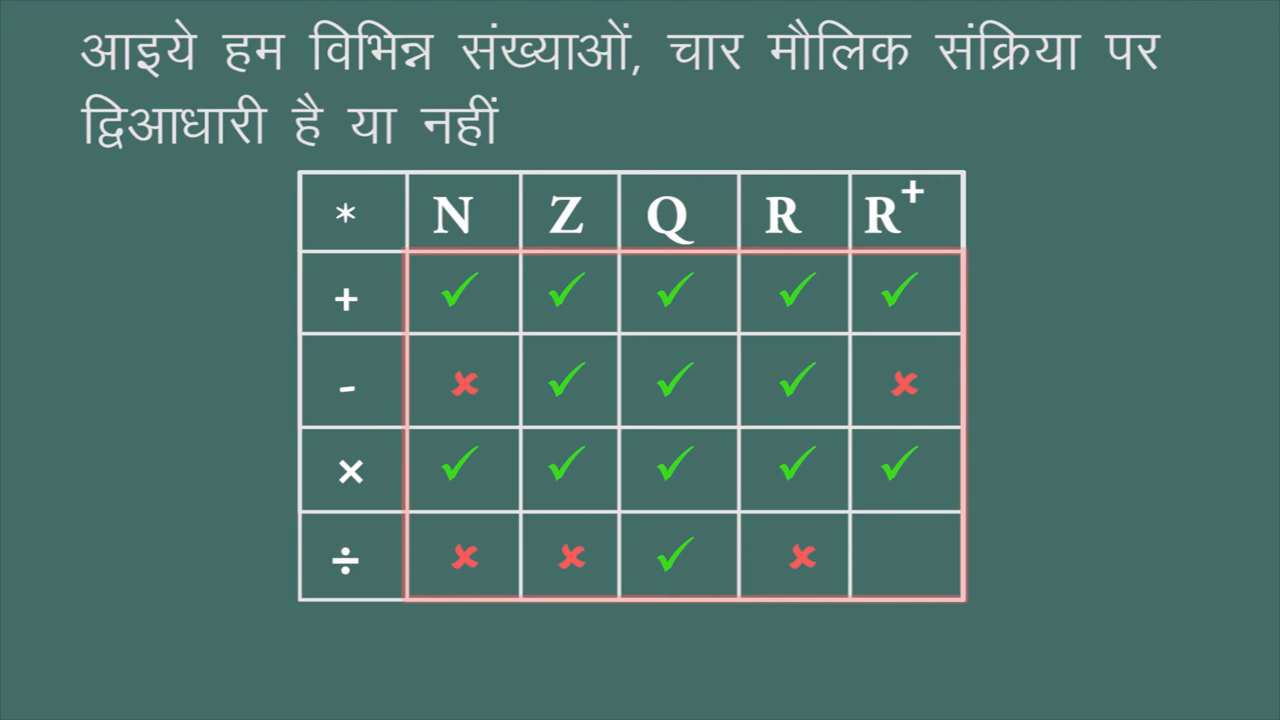 आइये हम विभिन्न संख्याओं, चार मौलिक संक्रिया पर
द्विआधारी है या नहीं
* N Z Q R R⁺
+ ✓ ✓ ✓ ✓ ✓
- ✘ ✓ ✓ ✓ ✘
× ✓ ✓ ✓ ✓ ✓
÷ ✘ ✘ ✓ ✘